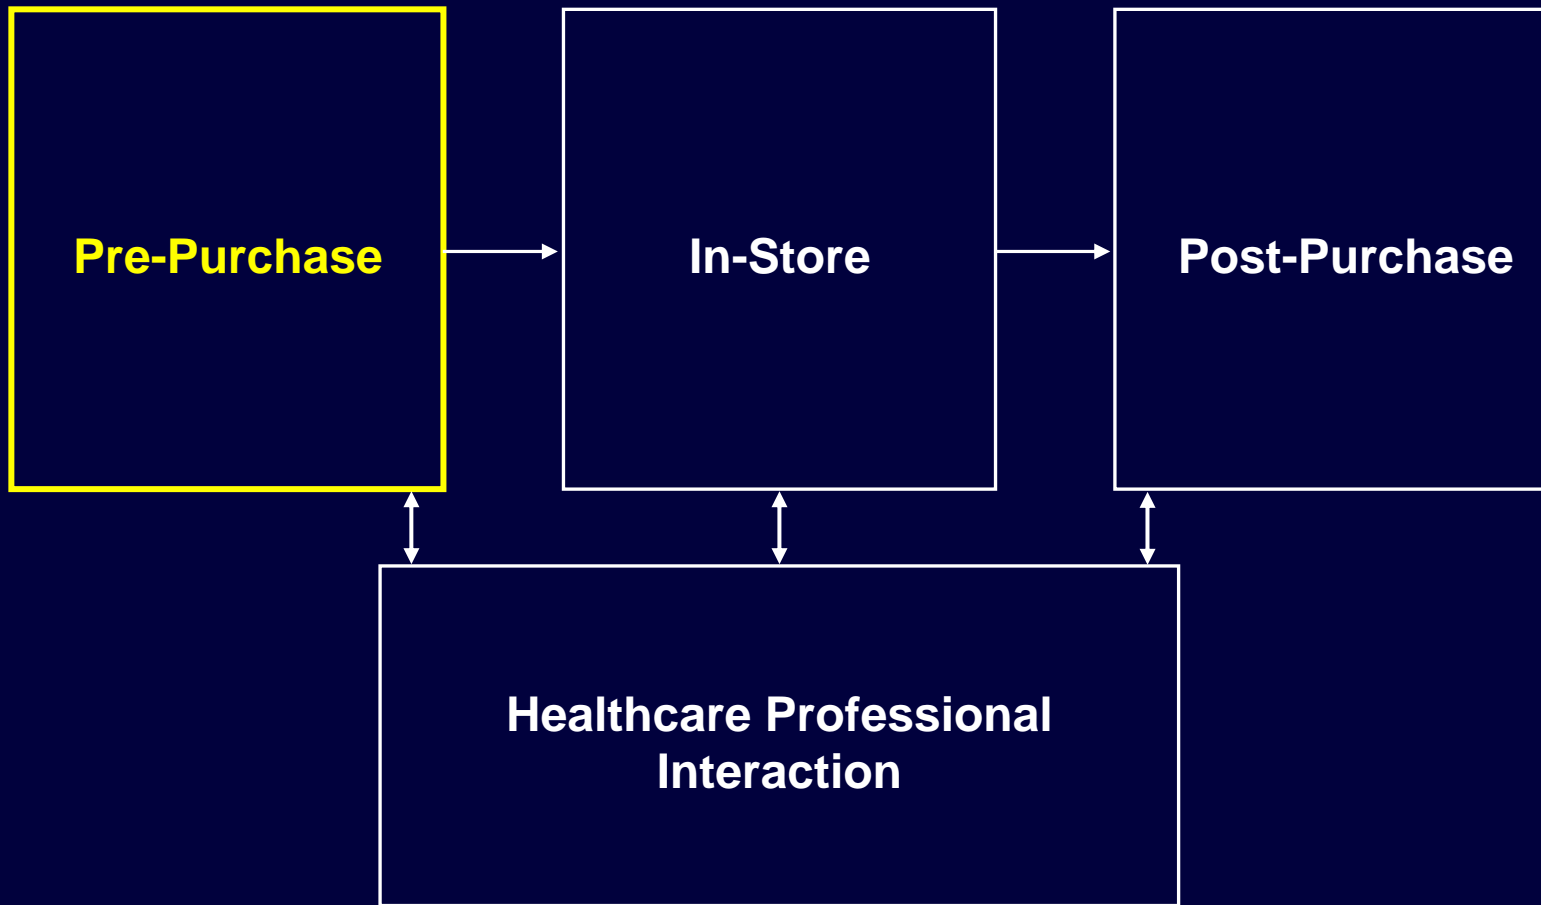 Pre-Purchase
In-Store
Post-Purchase
Healthcare Professional
Interaction